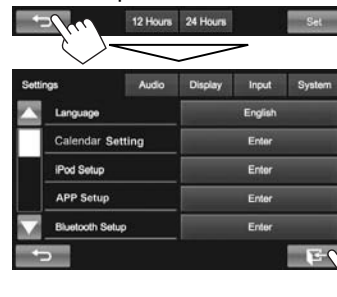 12 Hours 24 Hours Set
Settings Audio Display Input System
Language English
Calendar Setting Enter
iPod Setup Enter
APP Setup Enter
Bluetooth Setup Enter